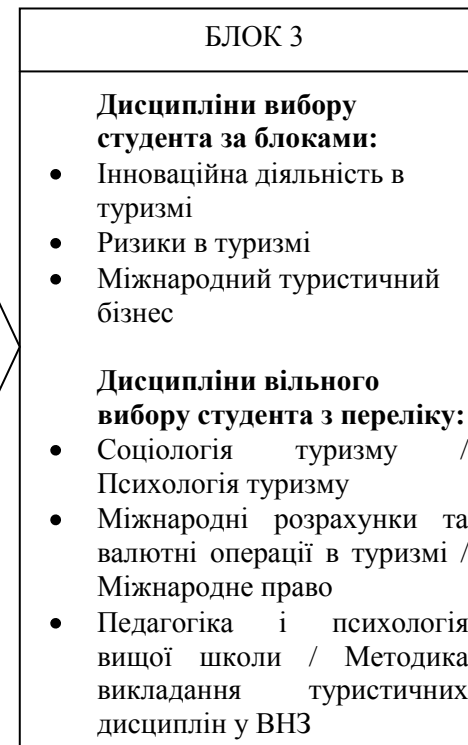 БЛОК 3
Дисципліни вибору
студента за блоками:
• Інноваційна діяльність в
туризмі
• Ризики в туризмі
• Міжнародний туристичний
бізнес
Дисципліни вільного
вибору студента з переліку:
• Соціологія туризму /
Психологія туризму
• Міжнародні розрахунки та
валютні операції в туризмі /
Міжнародне право
• Педагогіка і психологія
вищої школи / Методика
викладання туристичних
дисциплін у ВНЗ